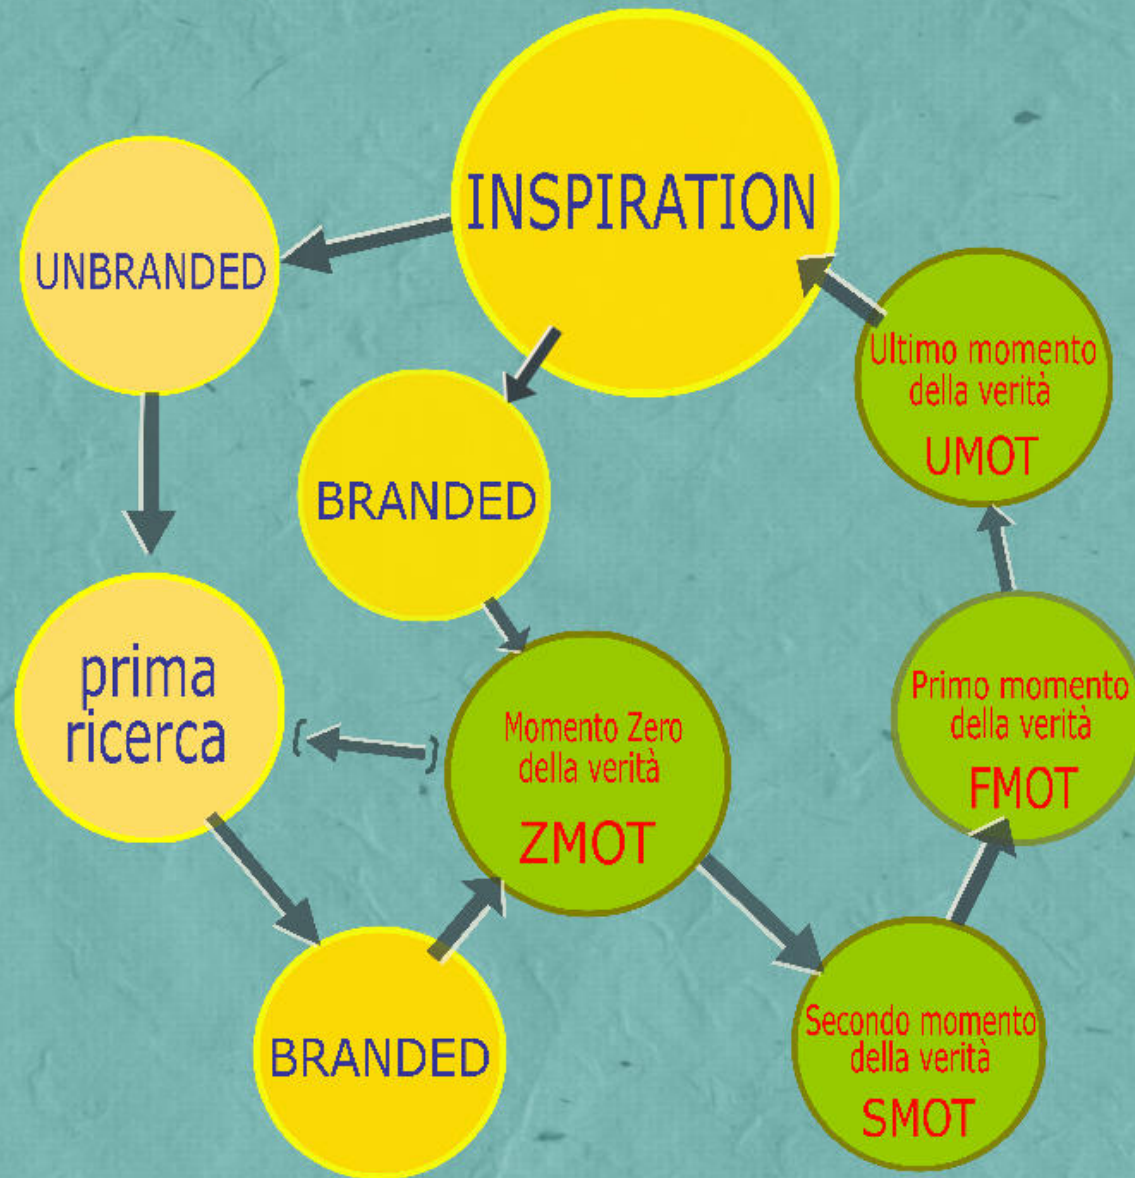 INSPIRATION
UNBRANDED
Ultimo momento
della verità
UMOT
BRANDED
prima
ricerca
Momento Zero
della verità
ZMOT
Primo momento
della verità
FMOT
BRANDED
Secondo momento
della verità
SMOT